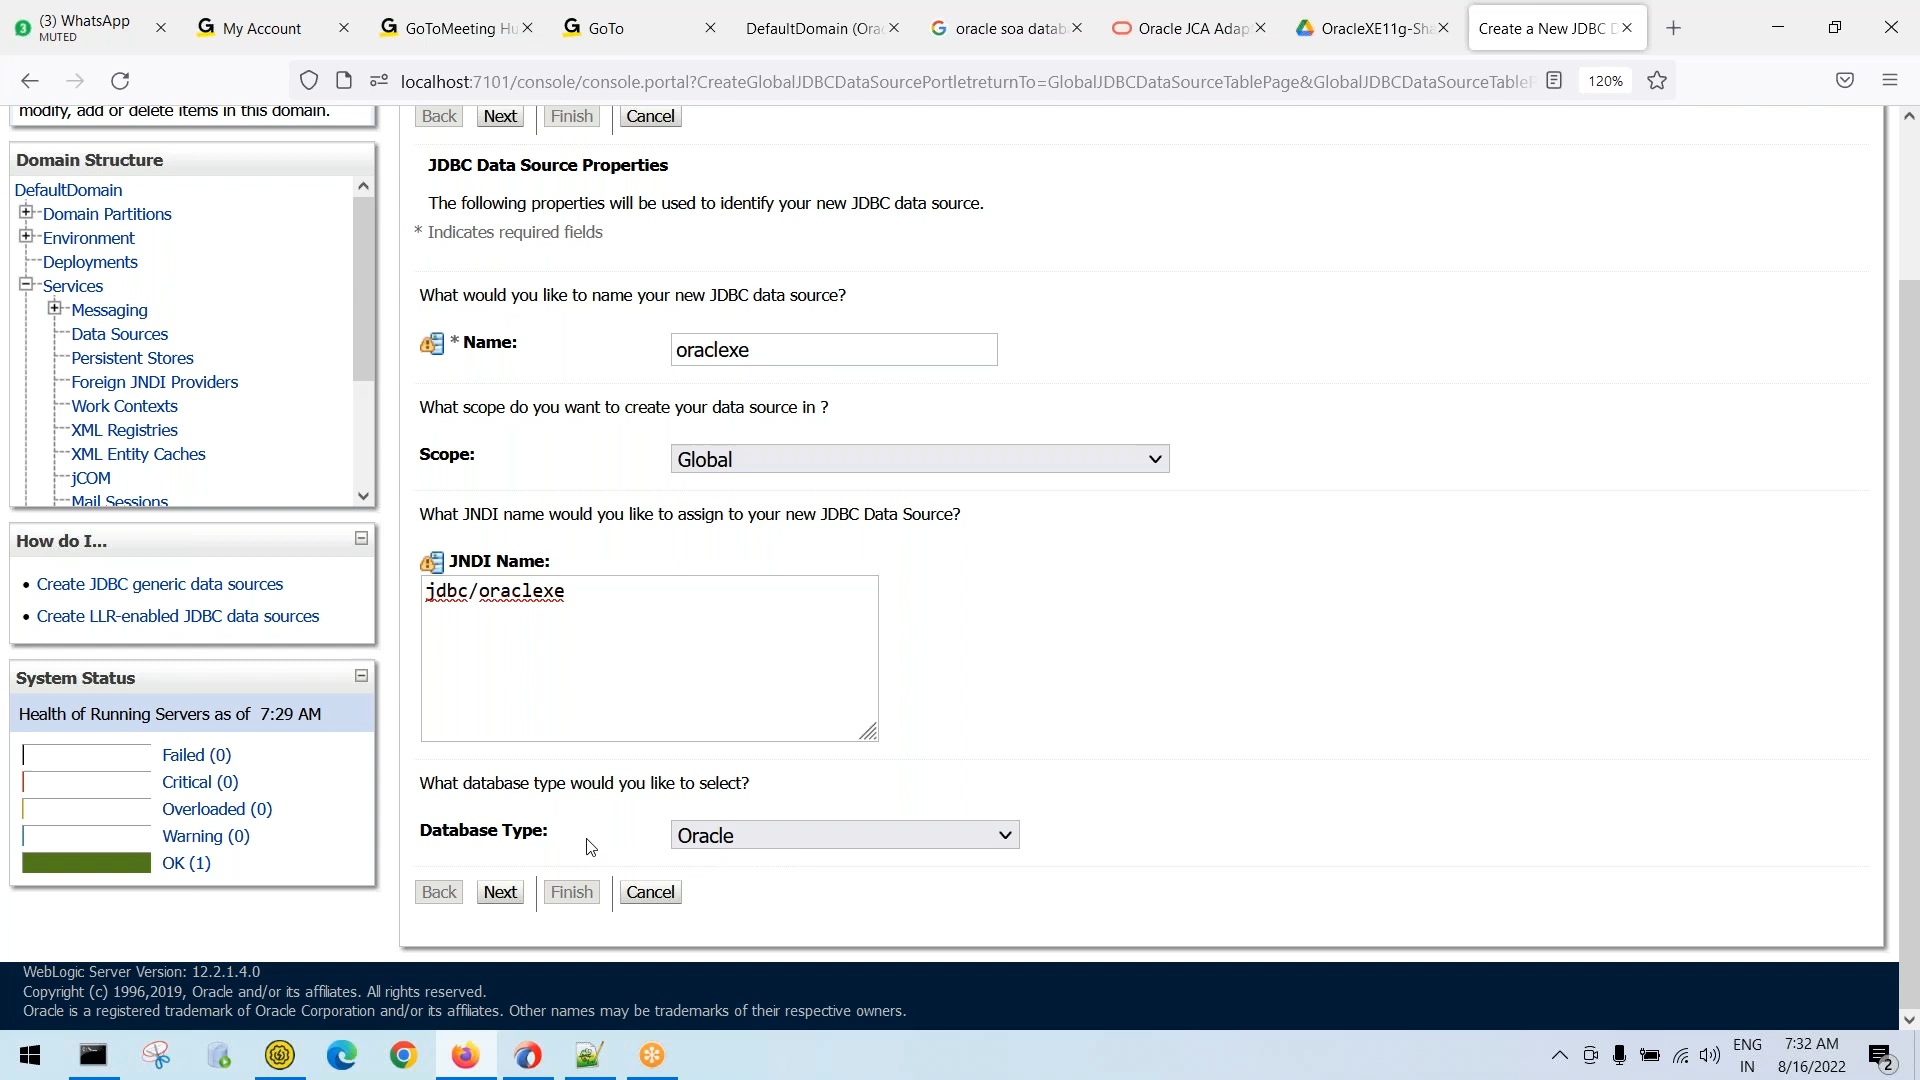 (3) WhatsApp
MUTED
My Account
GoToMeeting Hu
GoTo
DefaultDomain (Orac
oracle soa datab
Oracle JCA Adap
OracleXE11g-Sha
Create a New JDBC D
localhost:7101/console/console.portal?CreateGlobalJDBCDataSourcePortletreturnTo=GlobalJDBCDataSourceTablePage&GlobalJDBCDataSourceTableP
120%
modify, add or delete items in this domain.
Back Next Finish Cancel
Domain Structure
DefaultDomain
Domain Partitions
Environment
Deployments
Services
Messaging
Data Sources
Persistent Stores
Foreign JNDI Providers
Work Contexts
XML Registries
XML Entity Caches
jCOM
Mail Sessions
How do I...
Create JDBC generic data sources
Create LLR-enabled JDBC data sources
System Status
Health of Running Servers as of 7:29 AM
Failed (0)
Critical (0)
Overloaded (0)
Warning (0)
OK (1)
JDBC Data Source Properties
The following properties will be used to identify your new JDBC data source.
* Indicates required fields
What would you like to name your new JDBC data source?
* Name: oraclexe
What scope do you want to create your data source in ?
Scope: Global
What JNDI name would you like to assign to your new JDBC Data Source?
JNDI Name:
jdbc/oraclexe
What database type would you like to select?
Database Type: Oracle
Back Next Finish Cancel
WebLogic Server Version: 12.2.1.4.0
Copyright (c) 1996,2019, Oracle and/or its affiliates. All rights reserved.
Oracle is a registered trademark of Oracle Corporation and/or its affiliates. Other names may be trademarks of their respective owners.
ENG
IN
7:32 AM
8/16/2022
2